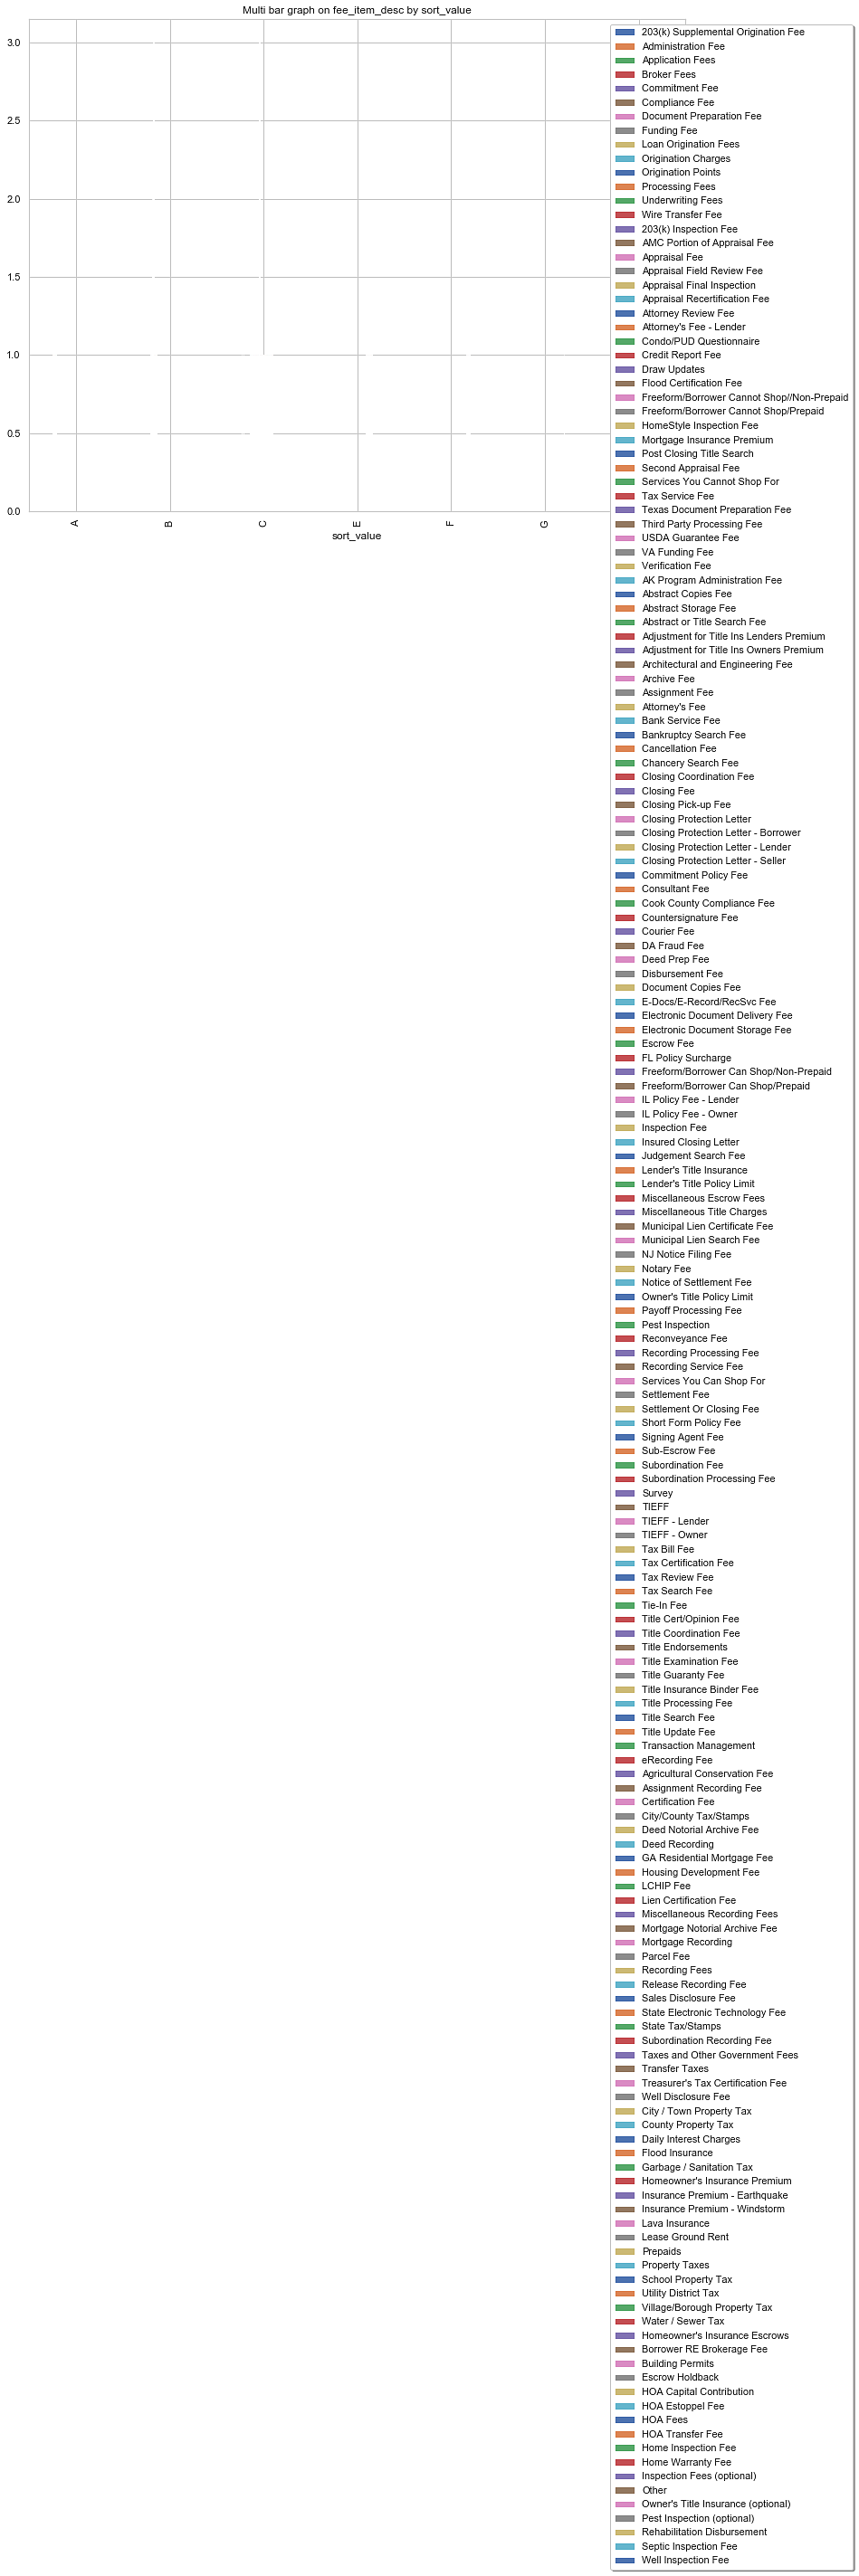 Multi bar graph on fee_item_desc by sort_value
3.0
2.5
2.0
1.5
1.0
0.5
0.0
A
B
C
E
F
G
sort_value
203(k) Supplemental Origination Fee
Administration Fee
Application Fees
Broker Fees
Commitment Fee
Compliance Fee
Document Preparation Fee
Funding Fee
Loan Origination Fees
Origination Charges
Origination Points
Processing Fees
Underwriting Fees
Wire Transfer Fee
203(k) Inspection Fee
AMC Portion of Appraisal Fee
Appraisal Fee
Appraisal Field Review Fee
Appraisal Final Inspection
Appraisal Recertification Fee
Attorney Review Fee
Attorney's Fee - Lender
Condo/PUD Questionnaire
Credit Report Fee
Draw Updates
Flood Certification Fee
Freeform/Borrower Cannot Shop//Non-Prepaid
Freeform/Borrower Cannot Shop/Prepaid
HomeStyle Inspection Fee
Mortgage Insurance Premium
Post Closing Title Search
Second Appraisal Fee
Services You Cannot Shop For
Tax Service Fee
Texas Document Preparation Fee
Third Party Processing Fee
USDA Guarantee Fee
VA Funding Fee
Verification Fee
AK Program Administration Fee
Abstract Copies Fee
Abstract Storage Fee
Abstract or Title Search Fee
Adjustment for Title Ins Lenders Premium
Adjustment for Title Ins Owners Premium
Architectural and Engineering Fee
Archive Fee
Assignment Fee
Attorney's Fee
Bank Service Fee
Bankruptcy Search Fee
Cancellation Fee
Chancery Search Fee
Closing Coordination Fee
Closing Fee
Closing Pick-up Fee
Closing Protection Letter
Closing Protection Letter - Borrower
Closing Protection Letter - Lender
Closing Protection Letter - Seller
Commitment Policy Fee
Consultant Fee
Cook County Compliance Fee
Countersignature Fee
Courier Fee
DA Fraud Fee
Deed Prep Fee
Disbursement Fee
Document Copies Fee
E-Docs/E-Record/RecSvc Fee
Electronic Document Delivery Fee
Electronic Document Storage Fee
Escrow Fee
FL Policy Surcharge
Freeform/Borrower Can Shop/Non-Prepaid
Freeform/Borrower Can Shop/Prepaid
IL Policy Fee - Lender
IL Policy Fee - Owner
Inspection Fee
Insured Closing Letter
Judgement Search Fee
Lender's Title Insurance
Lender's Title Policy Limit
Miscellaneous Escrow Fees
Miscellaneous Title Charges
Municipal Lien Certificate Fee
Municipal Lien Search Fee
NJ Notice Filing Fee
Notary Fee
Notice of Settlement Fee
Owner's Title Policy Limit
Payoff Processing Fee
Pest Inspection
Reconveyance Fee
Recording Processing Fee
Recording Service Fee
Services You Can Shop For
Settlement Fee
Settlement Or Closing Fee
Short Form Policy Fee
Signing Agent Fee
Sub-Escrow Fee
Subordination Fee
Subordination Processing Fee
Survey
TIEFF
TIEFF - Lender
TIEFF - Owner
Tax Bill Fee
Tax Certification Fee
Tax Review Fee
Tax Search Fee
Tie-In Fee
Title Cert/Opinion Fee
Title Coordination Fee
Title Endorsements
Title Examination Fee
Title Guaranty Fee
Title Insurance Binder Fee
Title Processing Fee
Title Search Fee
Title Update Fee
Transaction Management
eRecording Fee
Agricultural Conservation Fee
Assignment Recording Fee
Certification Fee
City/County Tax/Stamps
Deed Notorial Archive Fee
Deed Recording
GA Residential Mortgage Fee
Housing Development Fee
LCHIP Fee
Lien Certification Fee
Miscellaneous Recording Fees
Mortgage Notorial Archive Fee
Mortgage Recording
Parcel Fee
Recording Fees
Release Recording Fee
Sales Disclosure Fee
State Electronic Technology Fee
State Tax/Stamps
Subordination Recording Fee
Taxes and Other Government Fees
Transfer Taxes
Treasurer's Tax Certification Fee
Well Disclosure Fee
City / Town Property Tax
County Property Tax
Daily Interest Charges
Flood Insurance
Garbage / Sanitation Tax
Homeowner's Insurance Premium
Insurance Premium - Earthquake
Insurance Premium - Windstorm
Lava Insurance
Lease Ground Rent
Prepaids
Property Taxes
School Property Tax
Utility District Tax
Village/Borough Property Tax
Water / Sewer Tax
Homeowner's Insurance Escrows
Borrower RE Brokerage Fee
Building Permits
Escrow Holdback
HOA Capital Contribution
HOA Estoppel Fee
HOA Fees
HOA Transfer Fee
Home Inspection Fee
Home Warranty Fee
Inspection Fees (optional)
Other
Owner's Title Insurance (optional)
Pest Inspection (optional)
Rehabilitation Disbursement
Septic Inspection Fee
Well Inspection Fee